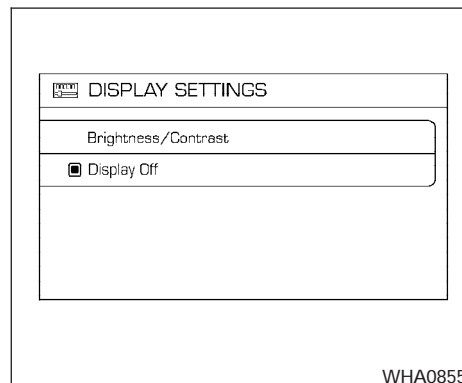 DISPLAY SETTINGS
Brightness/Contrast
Display Off
WHA0855